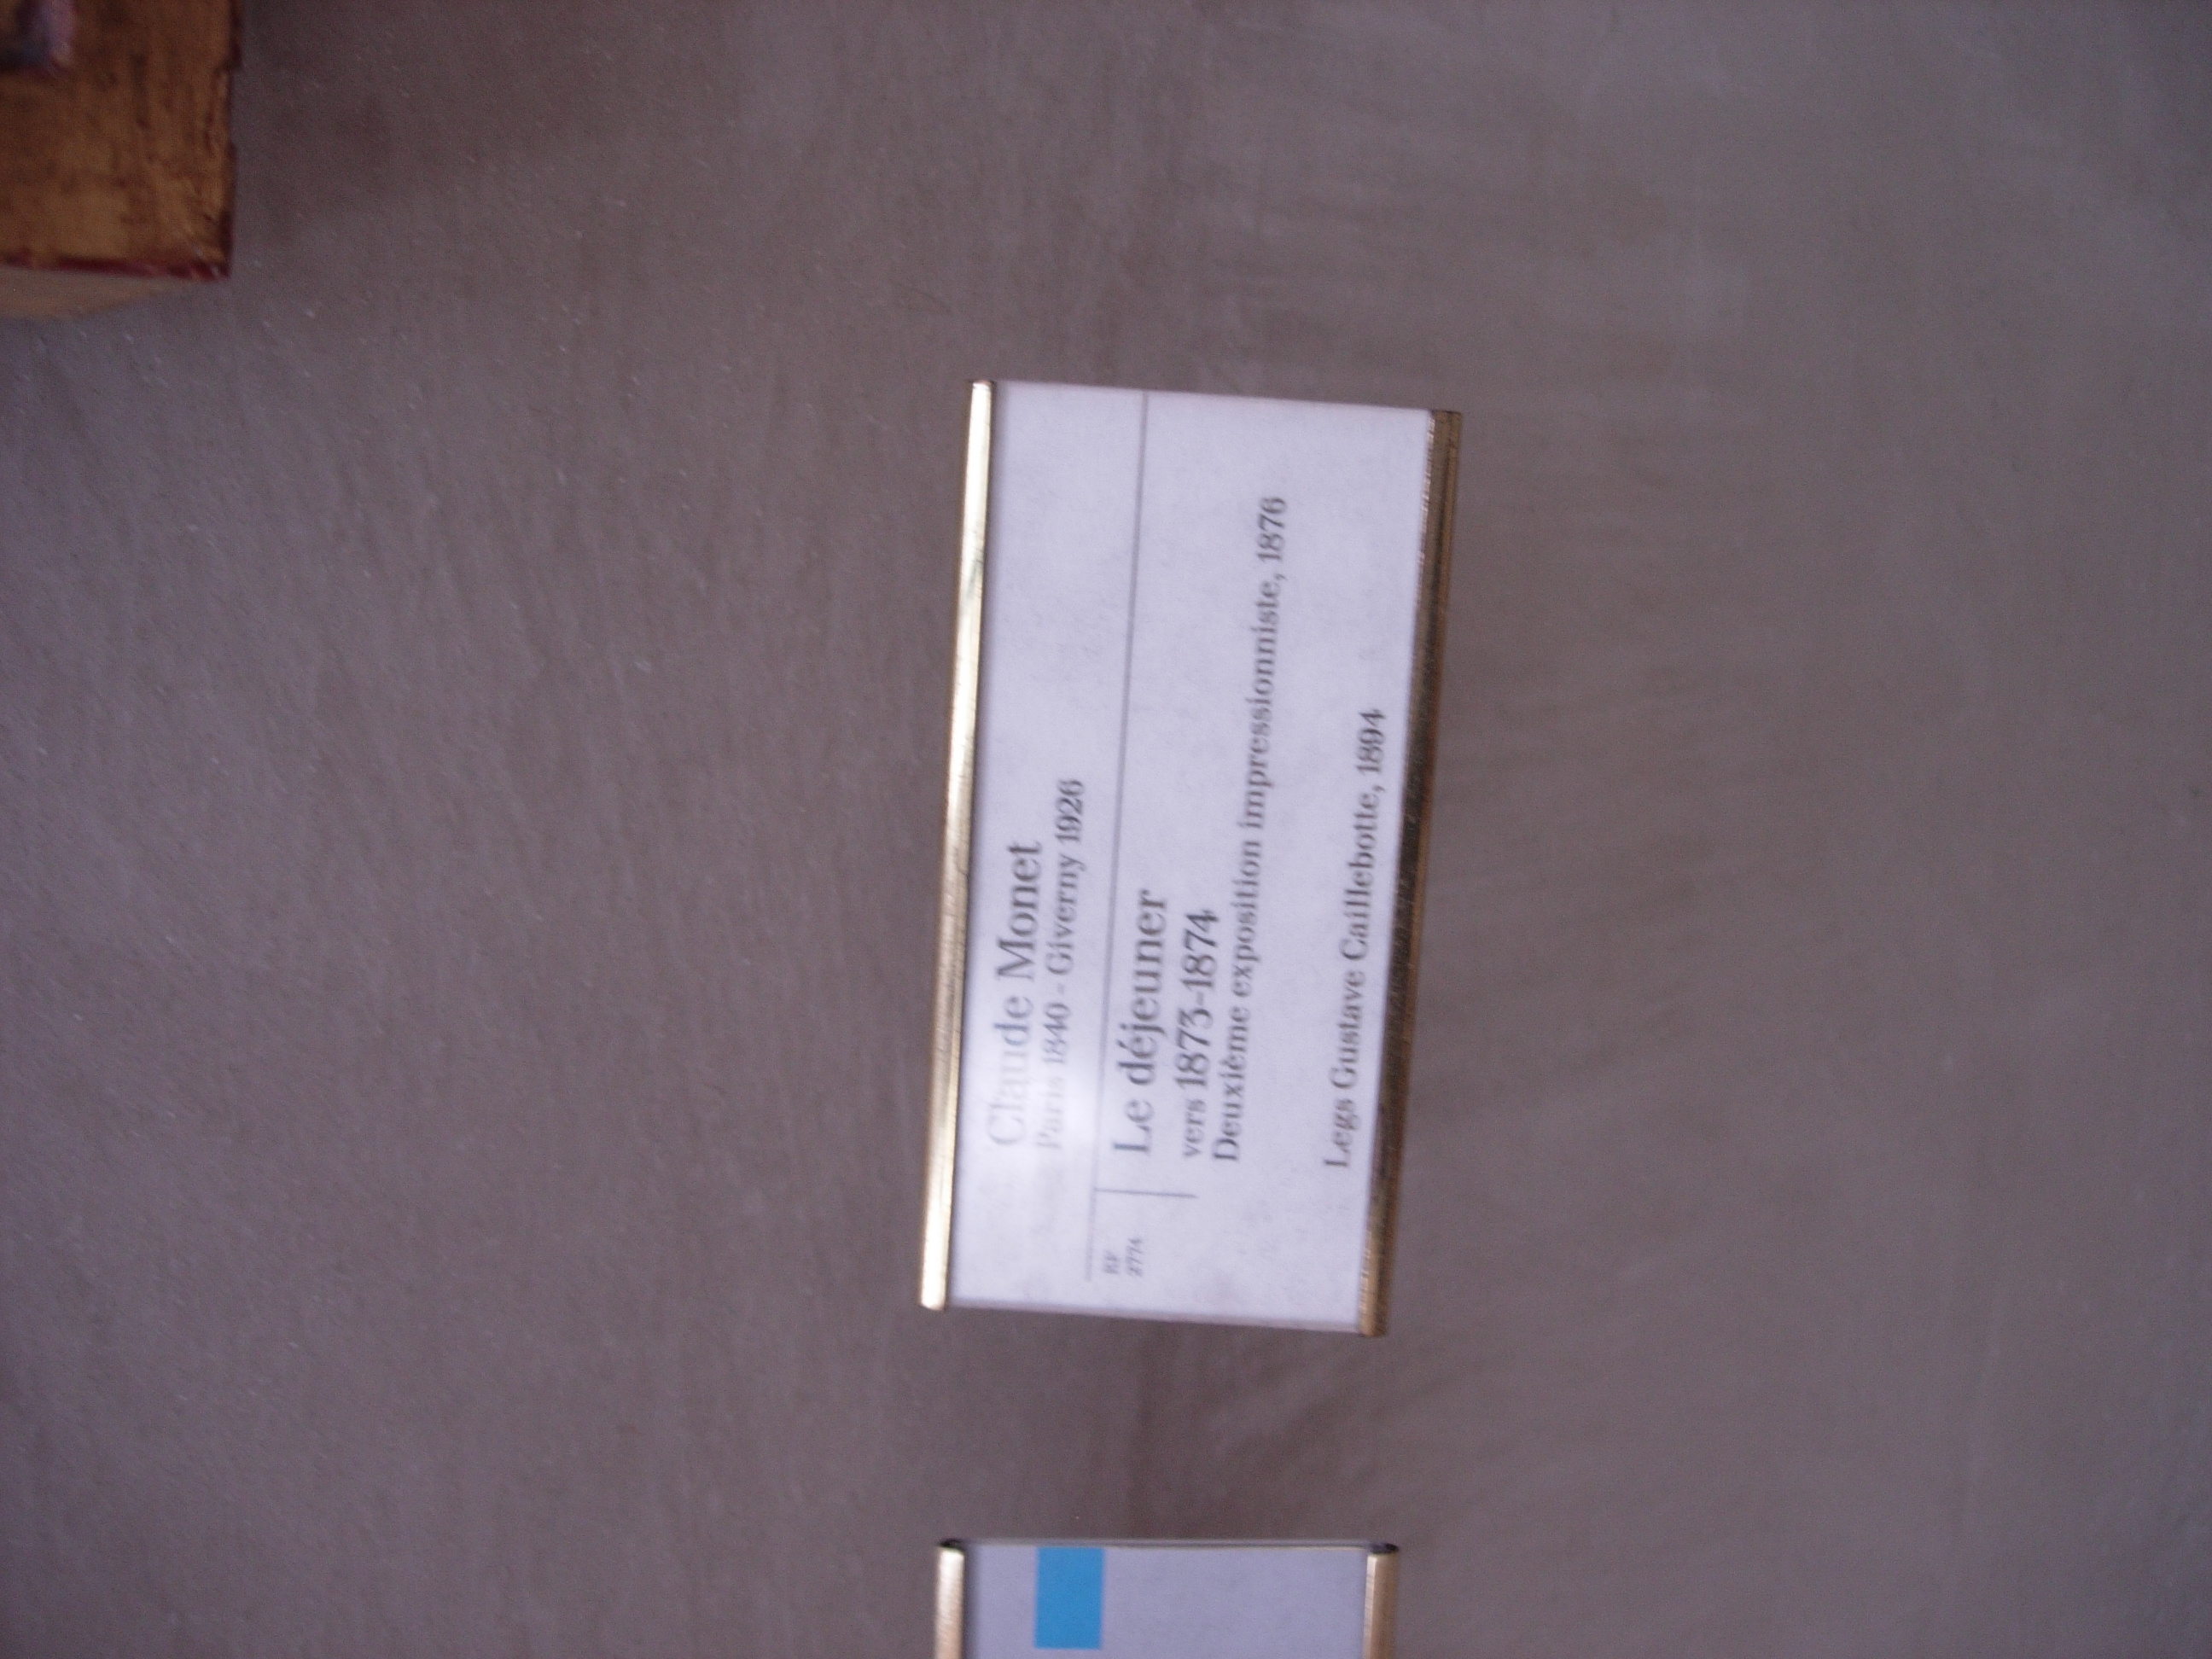 Claude Monet
Paris 1840 - Giverny 1926
RF
2774
Le déjeuner
vers 1873-1874
Deuxième exposition impressionniste, 1876
Legs Gustave Caillebotte, 1894